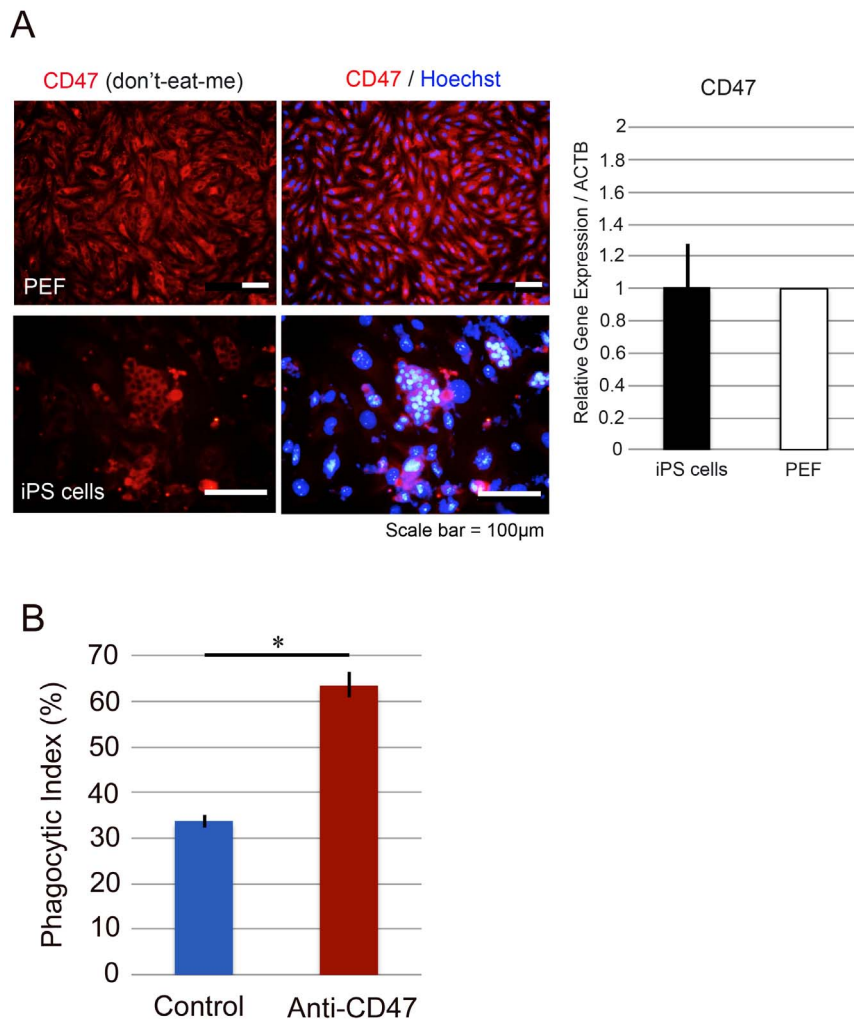 A
CD47 (don't-eat-me)
CD47 / Hoechst
PEF
iPS cells
Scale bar = 100µm
CD47
Relative Gene Expression / ACTB
2
1.8
1.6
1.4
1.2
1
0.8
0.6
0.4
0.2
0
iPS cells
PEF
B
*
Phagocytic Index (%)
70
60
50
40
30
20
10
0
Control
Anti-CD47